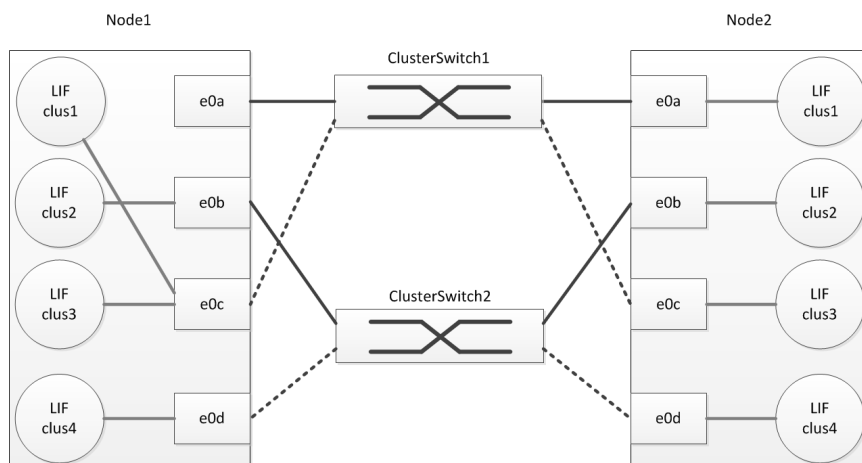 Node1
Node2
ClusterSwitch1
LIF
clus1
e0a
e0a
LIF
clus1
LIF
clus2
e0b
e0b
LIF
clus2
ClusterSwitch2
LIF
clus3
e0c
e0c
LIF
clus3
LIF
clus4
e0d
e0d
LIF
clus4